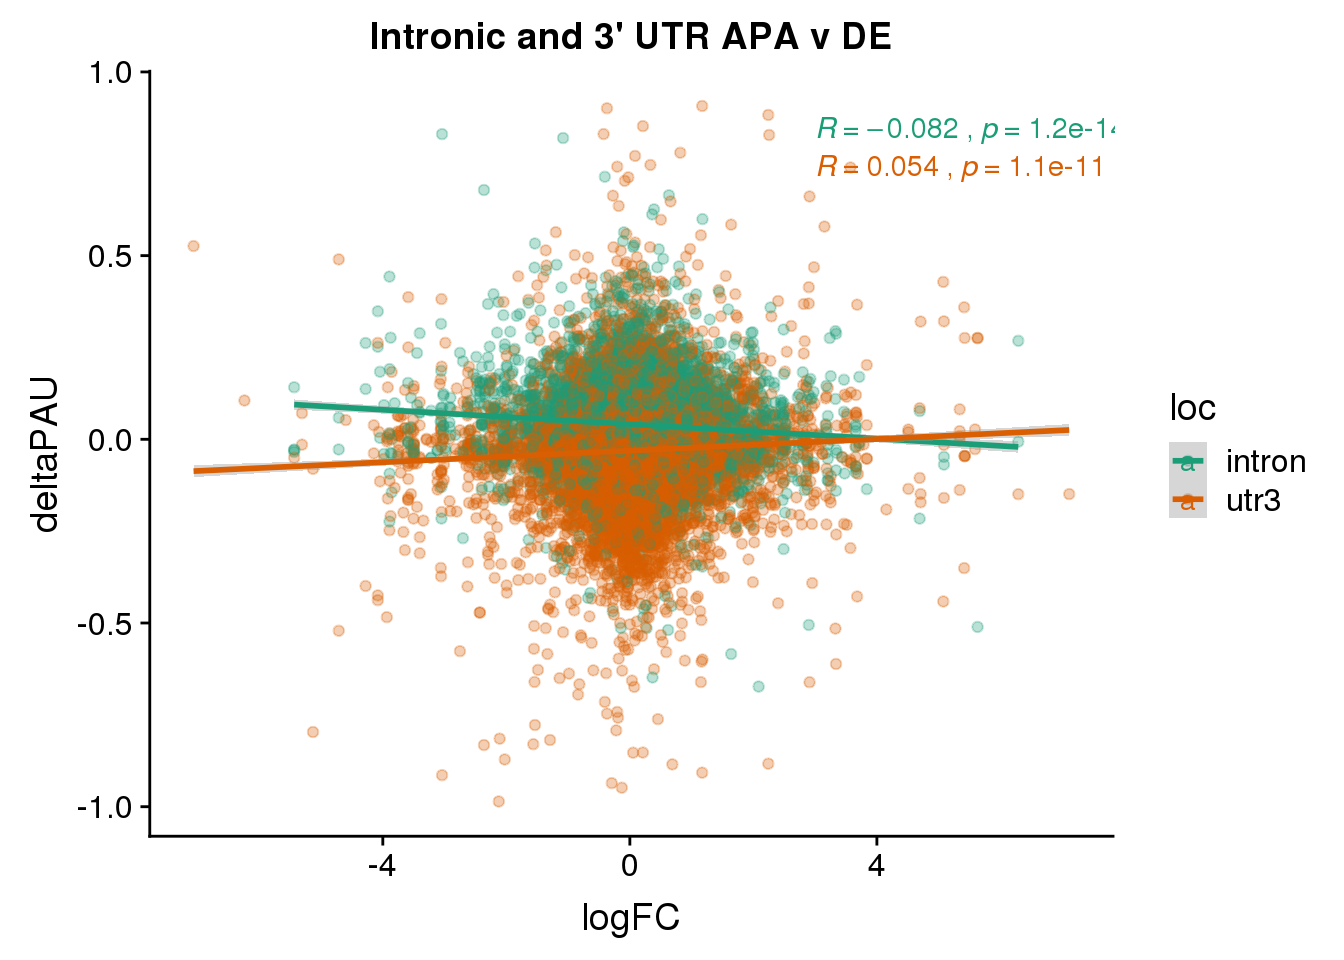 Intronic and 3' UTR APA v DE
1.0
0.5
0.0
-0.5
-1.0
deltaPAU
R = −0.082 , p = 1.2e-14
R = 0.054 , p = 1.1e-11
-4
0
4
logFC
loc
a intron
a utr3